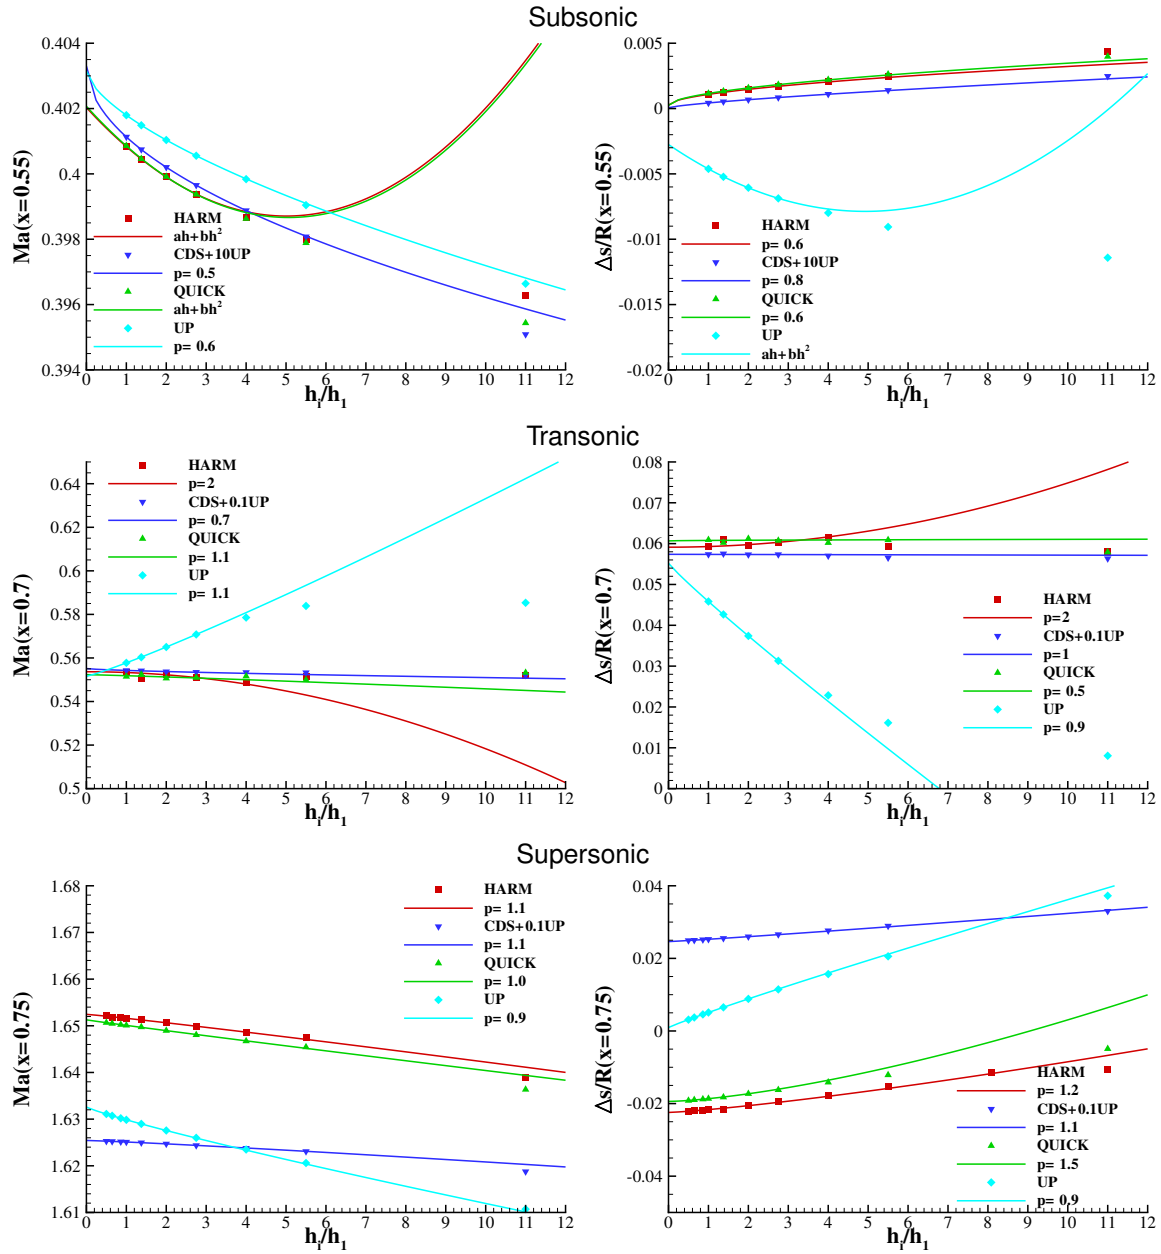 Subsonic
Ma(x=0.55)
0.404
0.402
0.4
0.398
0.396
0.394
HARM
ah+bh²
CDS+10UP
p= 0.5
QUICK
ah+bh²
UP
p= 0.6
0 1 2 3 4 5 6 7 8 9 10 11 12
hi/h1
Δs/R(x=0.55)
0.005
0
-0.005
-0.01
-0.015
-0.02
HARM
p= 0.6
CDS+10UP
p= 0.8
QUICK
p= 0.6
UP
ah+bh²
0 1 2 3 4 5 6 7 8 9 10 11 12
hi/h1
Transonic
Ma(x=0.7)
0.64
0.62
0.6
0.58
0.56
0.54
0.52
0.5
HARM
p=2
CDS+0.1UP
p= 0.7
QUICK
p= 1.1
UP
p= 1.1
0 1 2 3 4 5 6 7 8 9 10 11 12
hi/h1
Δs/R(x=0.7)
0.08
0.07
0.06
0.05
0.04
0.03
0.02
0.01
0
HARM
p=2
CDS+0.1UP
p=1
QUICK
p= 0.5
UP
p= 0.9
0 1 2 3 4 5 6 7 8 9 10 11 12
hi/h1
Supersonic
Ma(x=0.75)
1.68
1.67
1.66
1.65
1.64
1.63
1.62
1.61
HARM
p= 1.1
CDS+0.1UP
p= 1.1
QUICK
p= 1.0
UP
p= 0.9
0 1 2 3 4 5 6 7 8 9 10 11 12
hi/h1
Δs/R(x=0.75)
0.04
0.02
0
-0.02
-0.04
HARM
p= 1.2
CDS+0.1UP
p= 1.1
QUICK
p= 1.5
UP
p= 0.9
0 1 2 3 4 5 6 7 8 9 10 11 12
hi/h1